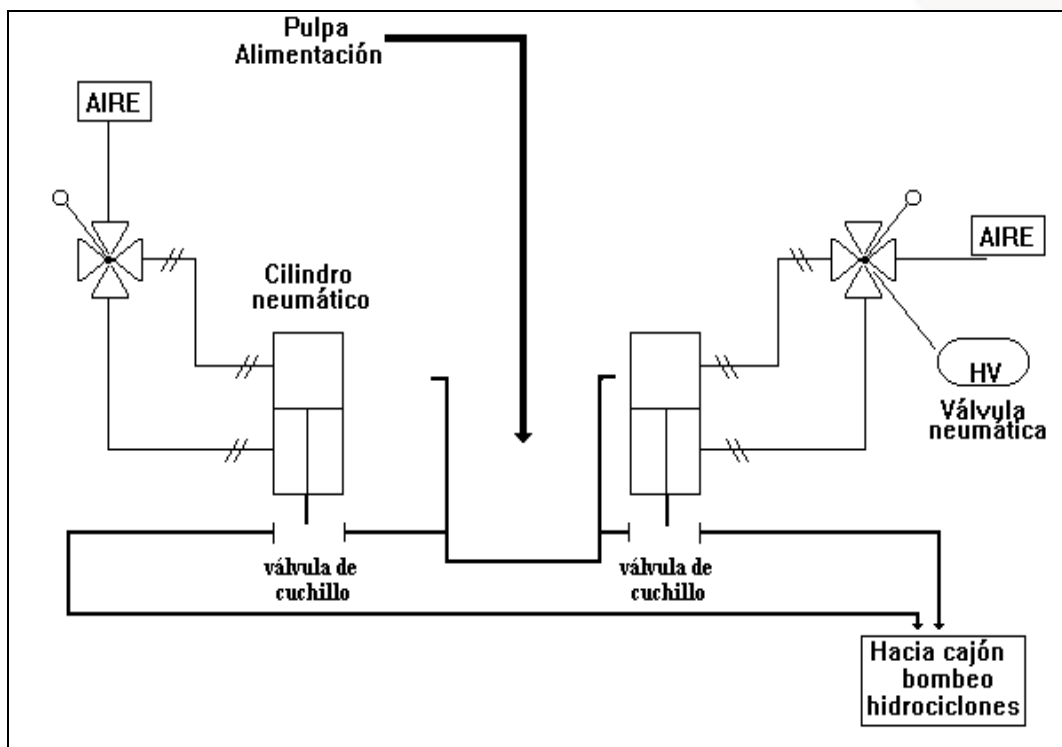 Pulpa
Alimentación
AIRE
AIRE
Cilindro
neumático
HV
Válvula
neumática
válvula de
cuchillo
válvula de
cuchillo
Hacia cajón
bombeo
hidrociclones